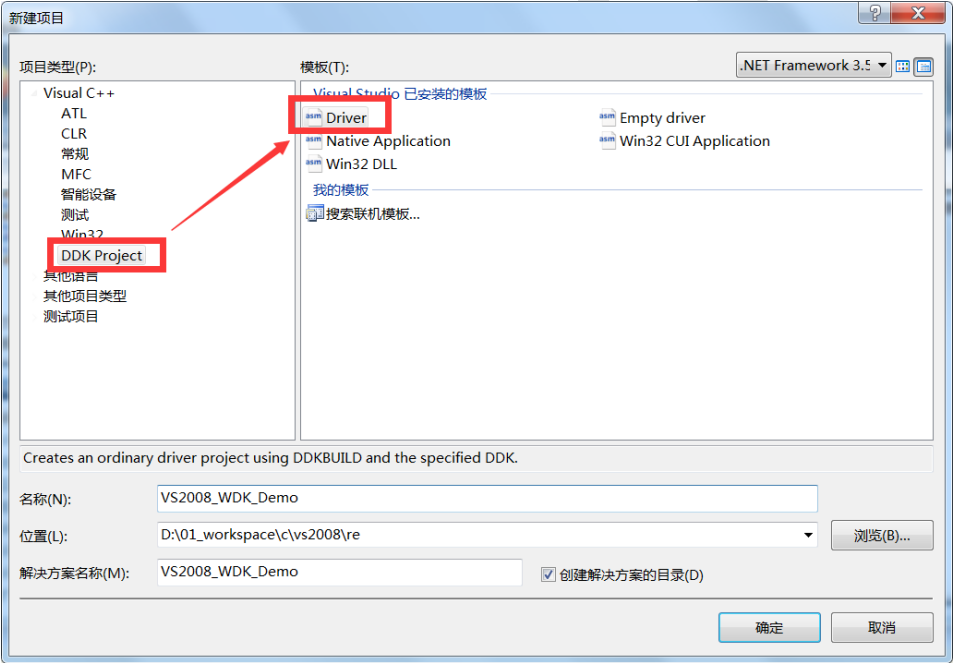 新建项目
项目类型(P):
模板(T):
.NET Framework 3.5
Visual C++
ATL
CLR
常规
MFC
智能设备
测试
Win32
DDK Project
其他语言
其他项目类型
测试项目
Visual Studio 已安装的模板
asm Driver
asm Empty driver
asm Native Application
asm Win32 CUI Application
asm Win32 DLL
我的模板
搜索联机模板...
Creates an ordinary driver project using DDKBUILD and the specified DDK.
名称(N):
VS2008_WDK_Demo
位置(L):
D:\01_workspace\c\vs2008\re
浏览(B)...
解决方案名称(M):
VS2008_WDK_Demo
创建解决方案的目录(D)
确定
取消